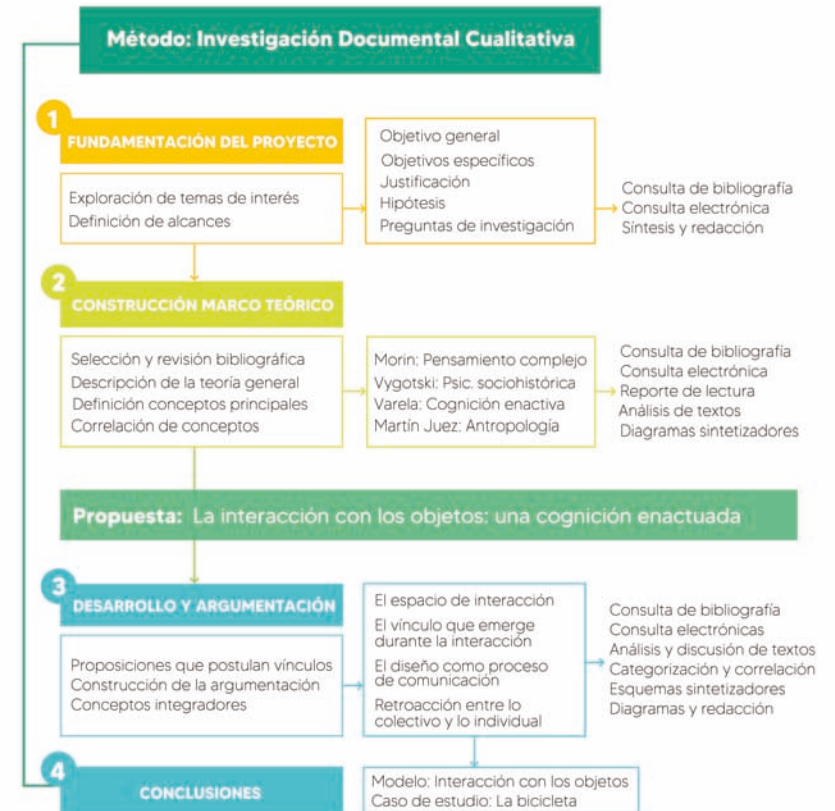 Método: Investigación Documental Cualitativa
1
FUNDAMENTACIÓN DEL PROYECTO
Exploración de temas de interés
Definición de alcances
Objetivo general
Objetivos específicos
Justificación
Hipótesis
Preguntas de investigación
Consulta de bibliografía
Consulta electrónica
Síntesis y redacción
2
CONSTRUCCIÓN MARCO TEÓRICO
Selección y revisión bibliográfica
Descripción de la teoría general
Definición conceptos principales
Correlación de conceptos
Morin: Pensamiento complejo
Vygotski: Psic. sociohistórica
Varela: Cognición enactiva
Martín Juez: Antropología
Consulta de bibliografía
Consulta electrónica
Reporte de lectura
Análisis de textos
Diagramas sintetizadores
Propuesta: La interacción con los objetos: una cognición enactuada
3
DESARROLLO Y ARGUMENTACIÓN
Proposiciones que postulan vínculos
Construcción de la argumentación
Conceptos integradores
El espacio de interacción
El vínculo que emerge
durante la interacción
El diseño como proceso
de comunicación
Retroacción entre lo
colectivo y lo individual
Consulta de bibliografía
Consulta electrónicas
Análisis y discusión de textos
Categorización y correlación
Esquemas sintetizadores
Diagramas y redacción
4
CONCLUSIONES
Modelo: Interacción con los objetos
Caso de estudio: La bicicleta